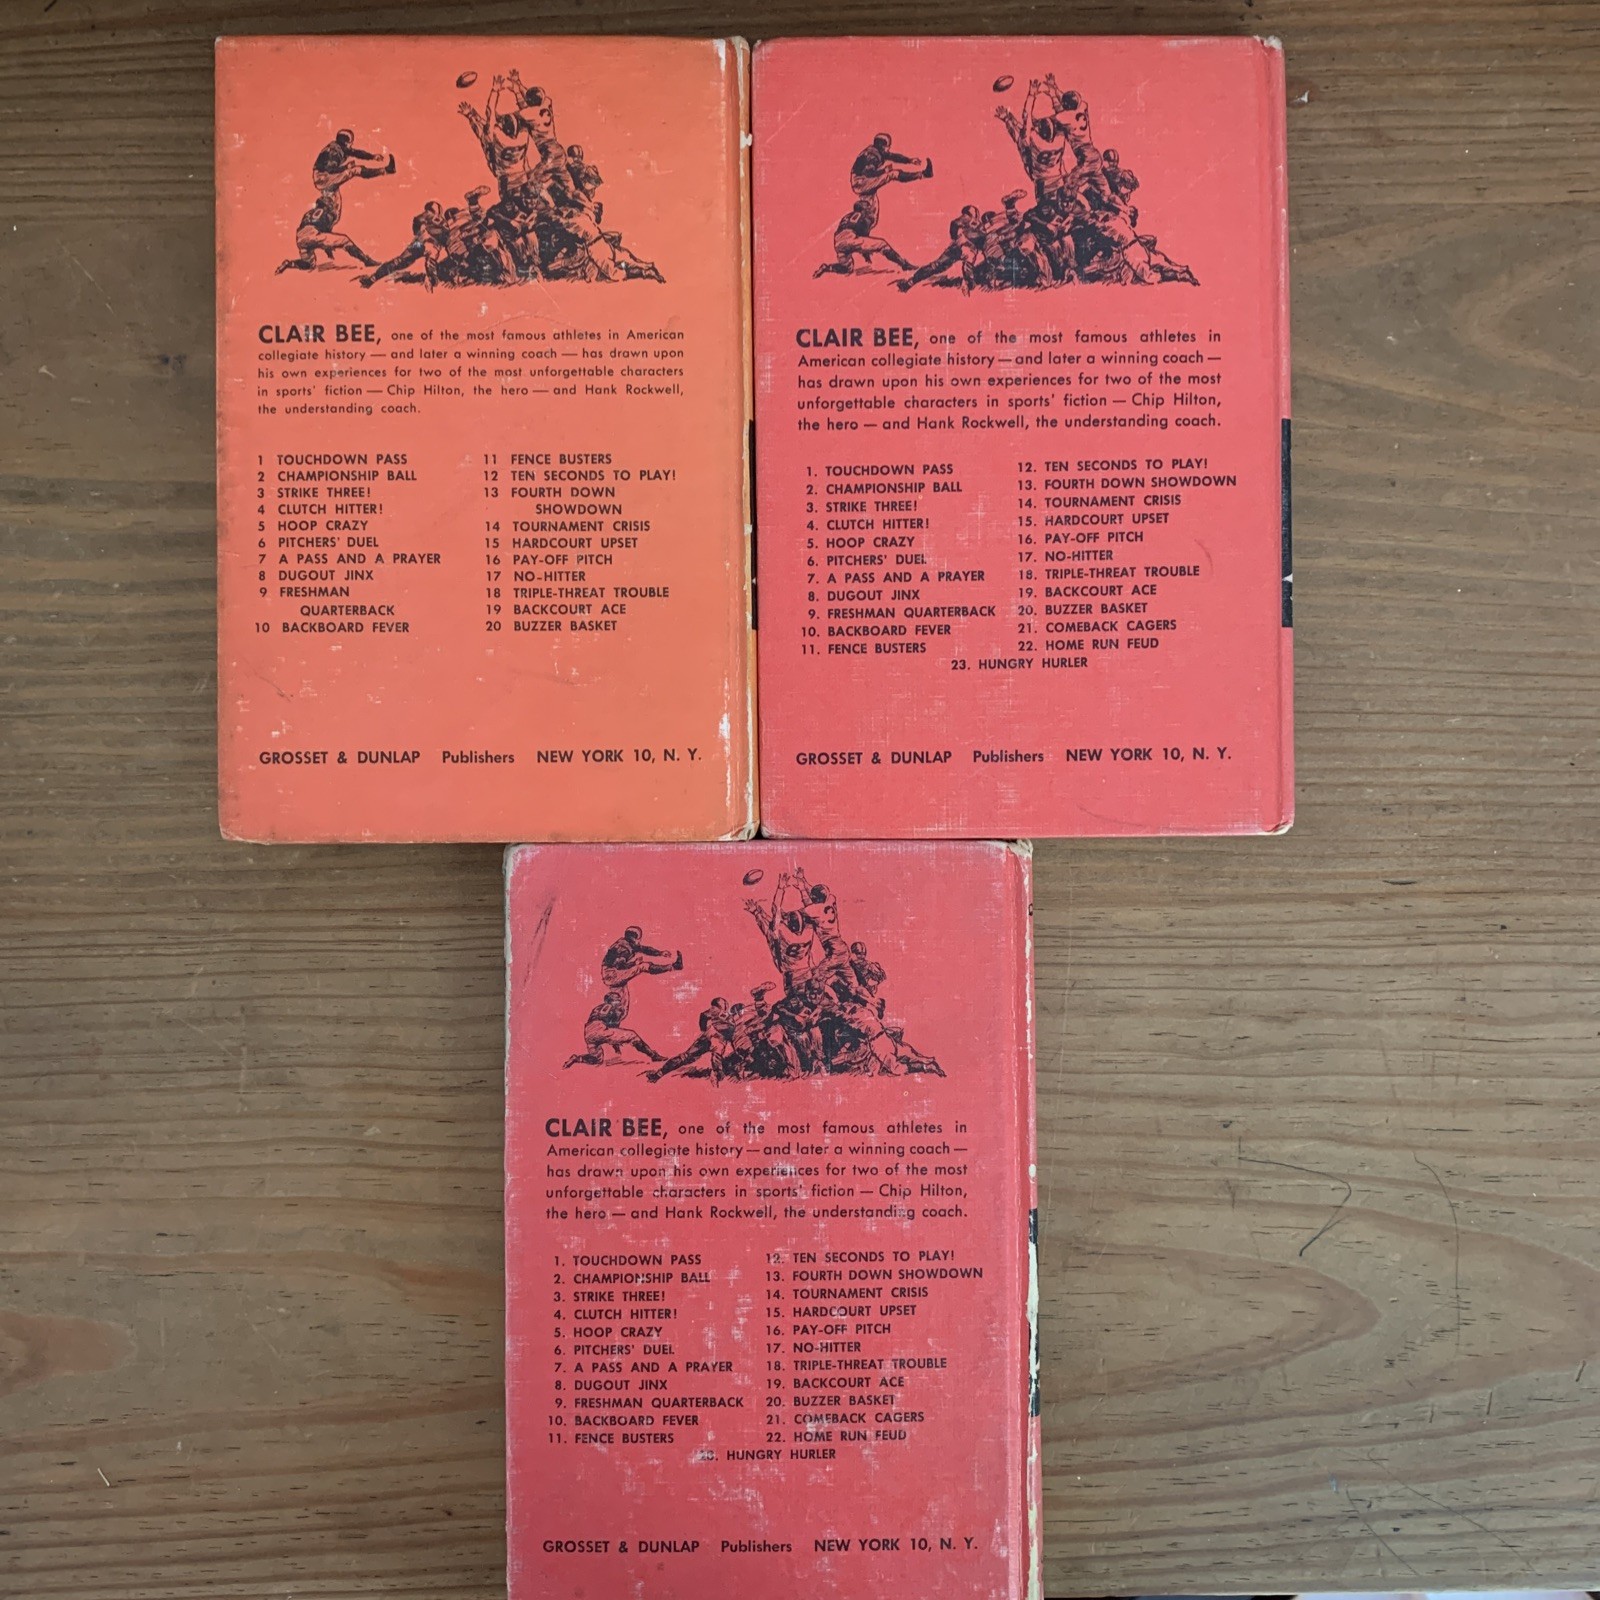 CLAIR BEE, one of the most famous athletes in American
collegiate history — and later a winning coach — has drawn upon
his own experiences for two of the most unforgettable characters
in sports' fiction — Chip Hilton, the hero — and Hank Rockwell,
the understanding coach.
1 TOUCHDOWN PASS
2 CHAMPIONSHIP BALL
3 STRIKE THREE!
4 CLUTCH HITTER!
5 HOOP CRAZY
6 PITCHERS' DUEL
7 A PASS AND A PRAYER
8 DUGOUT JINX
9 FRESHMAN
QUARTERBACK
10 BACKBOARD FEVER
11 FENCE BUSTERS
12 TEN SECONDS TO PLAY!
13 FOURTH DOWN
SHOWDOWN
14 TOURNAMENT CRISIS
15 HARDCOURT UPSET
16 PAY-OFF PITCH
17 NO-HITTER
18 TRIPLE-THREAT TROUBLE
19 BACKCOURT ACE
20 BUZZER BASKET
GROSSET & DUNLAP Publishers NEW YORK 10, N. Y.
CLAIR BEE, one of the most famous athletes in
American collegiate history — and later a winning coach —
has drawn upon his own experiences for two of the most
unforgettable characters in sports' fiction — Chip Hilton,
the hero — and Hank Rockwell, the understanding coach.
1. TOUCHDOWN PASS
2. CHAMPIONSHIP BALL
3. STRIKE THREE!
4. CLUTCH HITTER!
5. HOOP CRAZY
6. PITCHERS' DUEL
7. A PASS AND A PRAYER
8. DUGOUT JINX
9. FRESHMAN QUARTERBACK
10. BACKBOARD FEVER
11. FENCE BUSTERS
12. TEN SECONDS TO PLAY!
13. FOURTH DOWN SHOWDOWN
14. TOURNAMENT CRISIS
15. HARDCOURT UPSET
16. PAY-OFF PITCH
17. NO-HITTER
18. TRIPLE-THREAT TROUBLE
19. BACKCOURT ACE
20. BUZZER BASKET
21. COMEBACK CAGERS
22. HOME RUN FEUD
23. HUNGRY HURLER
GROSSET & DUNLAP Publishers NEW YORK 10, N. Y.
CLAIR BEE, one of the most famous athletes in
American collegiate history — and later a winning coach —
has drawn upon his own experiences for two of the most
unforgettable characters in sports' fiction — Chip Hilton,
the hero — and Hank Rockwell, the understanding coach.
1. TOUCHDOWN PASS
2. CHAMPIONSHIP BALL
3. STRIKE THREE!
4. CLUTCH HITTER!
5. HOOP CRAZY
6. PITCHERS' DUEL
7. A PASS AND A PRAYER
8. DUGOUT JINX
9. FRESHMAN QUARTERBACK
10. BACKBOARD FEVER
11. FENCE BUSTERS
12. TEN SECONDS TO PLAY!
13. FOURTH DOWN SHOWDOWN
14. TOURNAMENT CRISIS
15. HARDCOURT UPSET
16. PAY-OFF PITCH
17. NO-HITTER
18. TRIPLE-THREAT TROUBLE
19. BACKCOURT ACE
20. BUZZER BASKET
21. COMEBACK CAGERS
22. HOME RUN FEUD
23. HUNGRY HURLER
GROSSET & DUNLAP Publishers NEW YORK 10, N. Y.